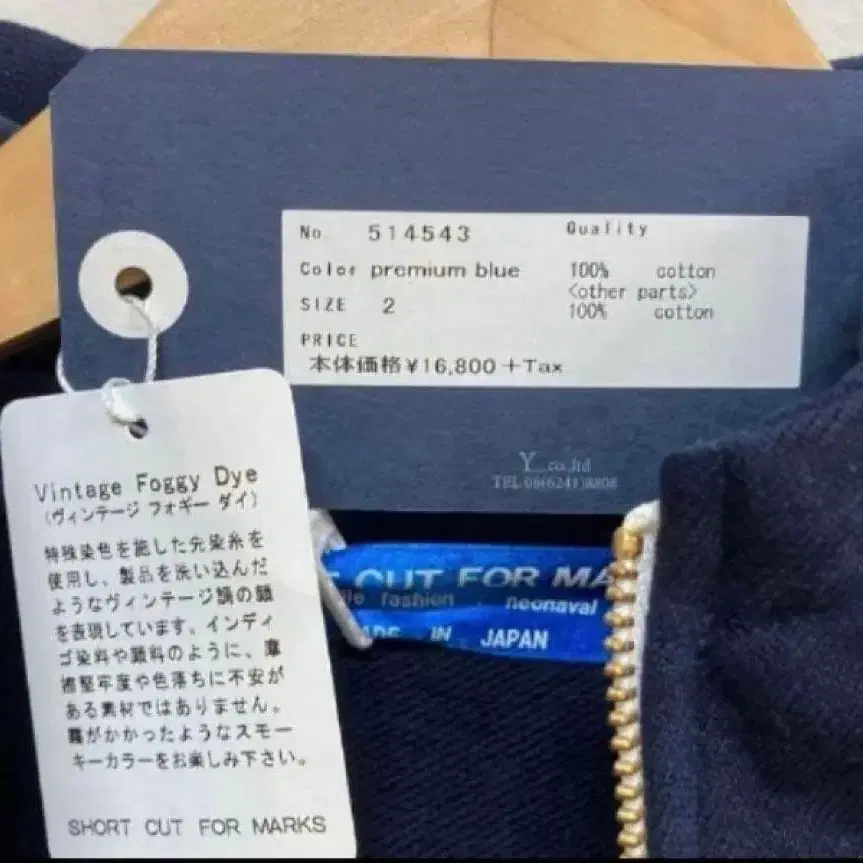 No. 514543
Color premium blue
SIZE 2
PRICE
本体価格¥16,800+Tax
Quality
100% cotton
<other parts>
100% cotton
Y_co.,ltd
TEL 06(6241)8808
Vintage Foggy Dye
(ヴィンテージ フォギー ダイ)
特殊染色を施した先染糸を
使用し、製品を洗い込んだ
ようなヴィンテージ調の顔
を表現しています。インディ
ゴ染料や顔料のように、摩
擦堅牢度や色落ちに不安が
ある素材ではありません。
霧がかかったようなスモー
キーカラーをお楽しみ下さい。
SHORT CUT FOR MARKS
CUT FOR MA
fashion neonaval
IN JAPAN